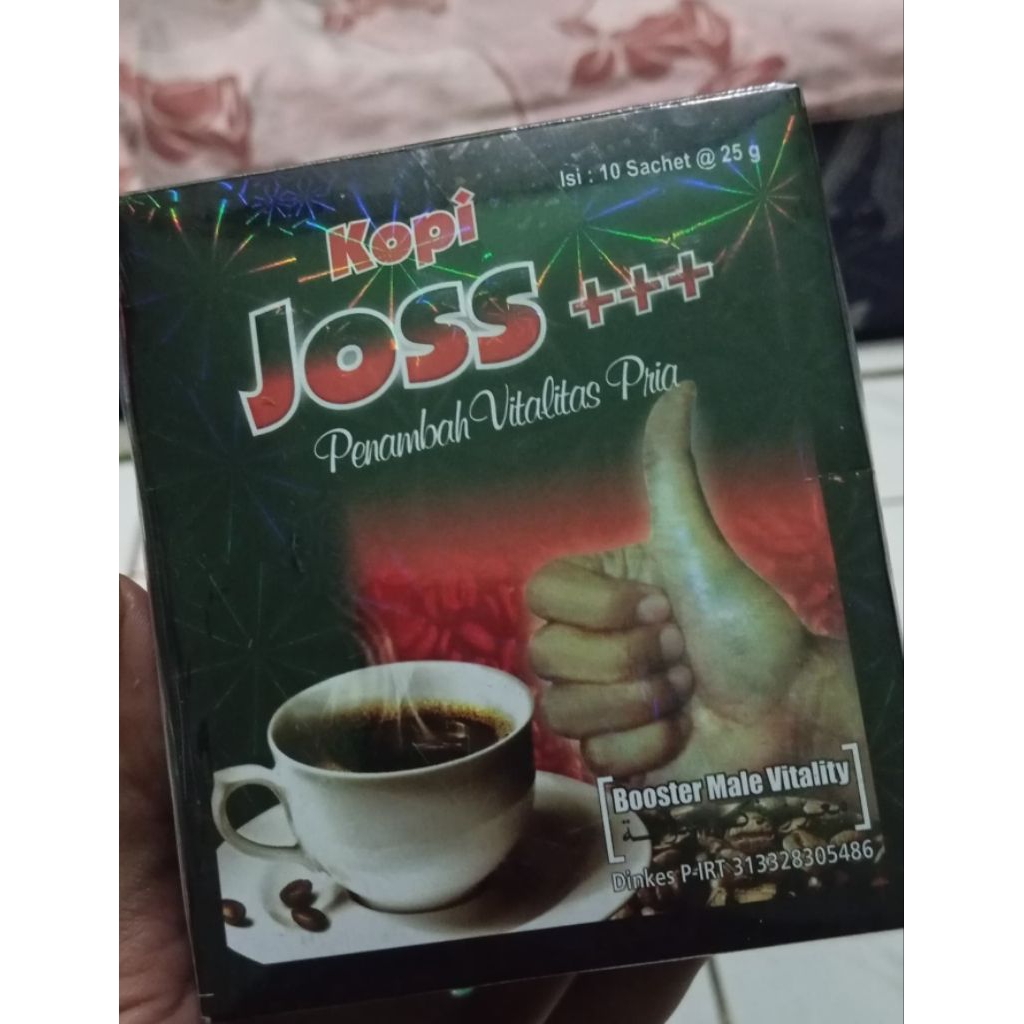 Isi : 10 Sachet @ 25 g
Kopi
Joss +++
Penambah Vitalitas Pria
Booster Male Vitality
Dinkes P-IRT 313328305486